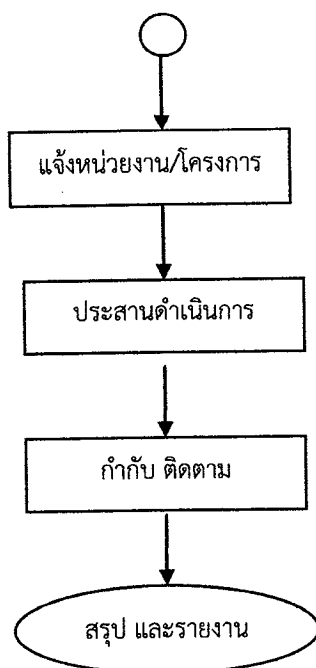 แจ้งหน่วยงาน/โครงการ
ประสานดำเนินการ
กำกับ ติดตาม
สรุป และรายงาน